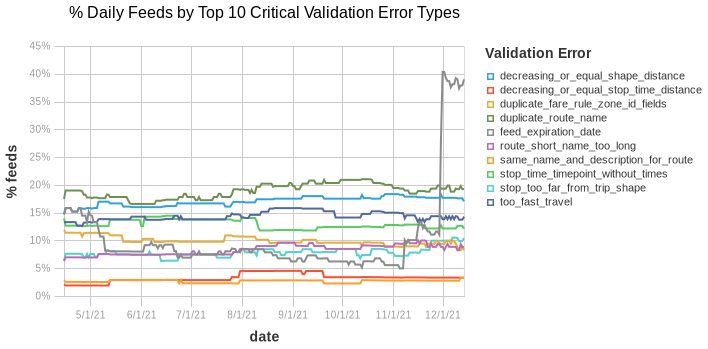 % Daily Feeds by Top 10 Critical Validation Error Types
45%
40%
35%
30%
25%
20%
15%
10%
5%
0%
% feeds
5/1/21
6/1/21
7/1/21
8/1/21
9/1/21
10/1/21
11/1/21
12/1/21
date
Validation Error
decreasing_or_equal_shape_distance
decreasing_or_equal_stop_time_distance
duplicate_fare_rule_zone_id_fields
duplicate_route_name
feed_expiration_date
route_short_name_too_long
same_name_and_description_for_route
stop_time_timepoint_without_times
stop_too_far_from_trip_shape
too_fast_travel